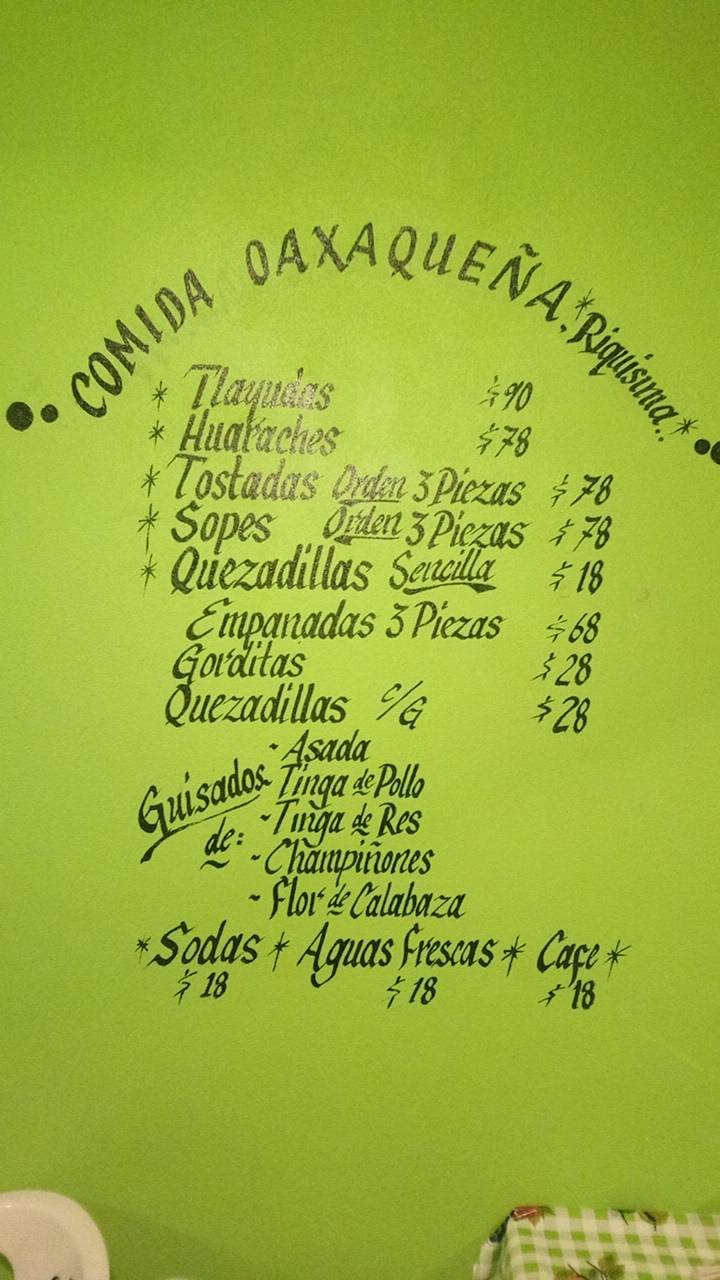 COMIDA OAXAQUEÑA, * Riquisima.. *
* Tlayudas $90
* Huaraches $78
* Tostadas Orden 3 Piezas $78
* Sopes Orden 3 Piezas $78
* Quezadillas Sencilla $18
Empanadas 3 Piezas $68
Gorditas $28
Quezadillas c/G $28
Guisados de:
- Asada
- Tinga de Pollo
- Tinga de Res
- Champiñones
- Flor de Calabaza
* Sodas * Aguas frescas * Cafe *
$18 $18 $18